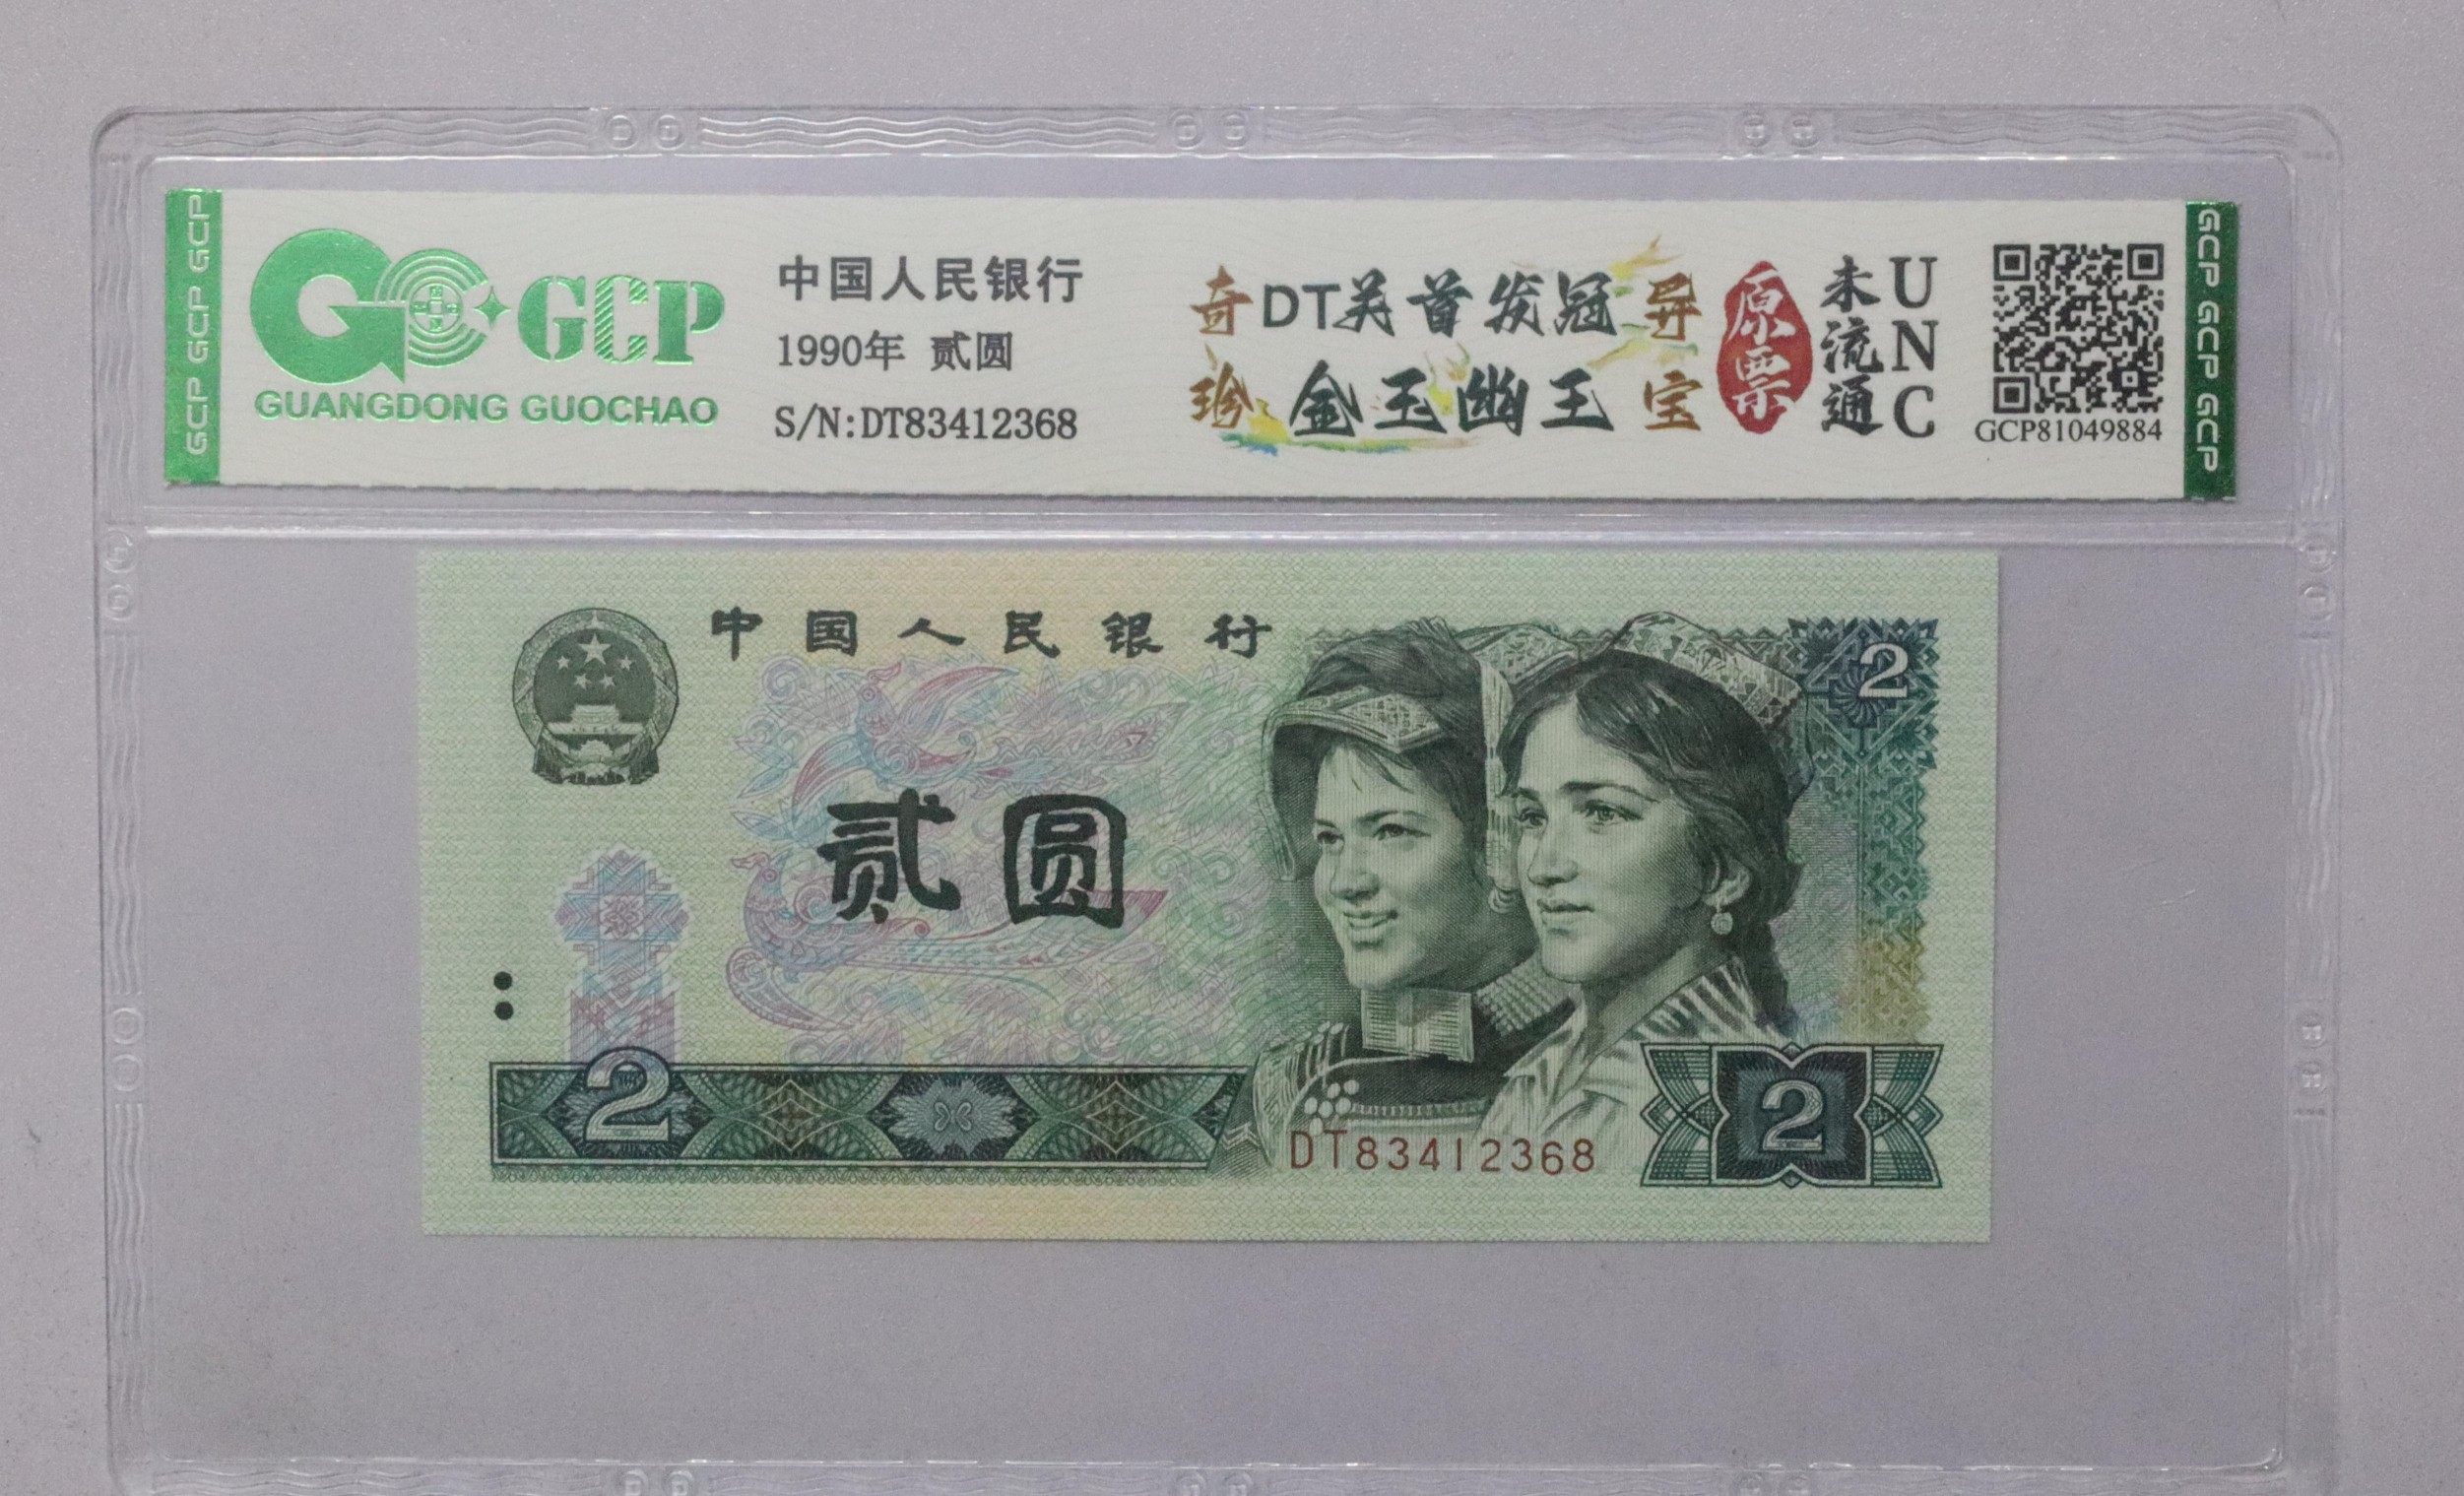 GCP GCP GCP
GCP
GUANGDONG GUOCHAO
中国人民银行
1990年 贰圆
S/N:DT83412368
奇DT关首发冠异
珍金玉幽王宝
原票
未流通
UNC
GCP81049884
GCP GCP GCP
中国人民银行
2
贰圆
2
DT83412368
2